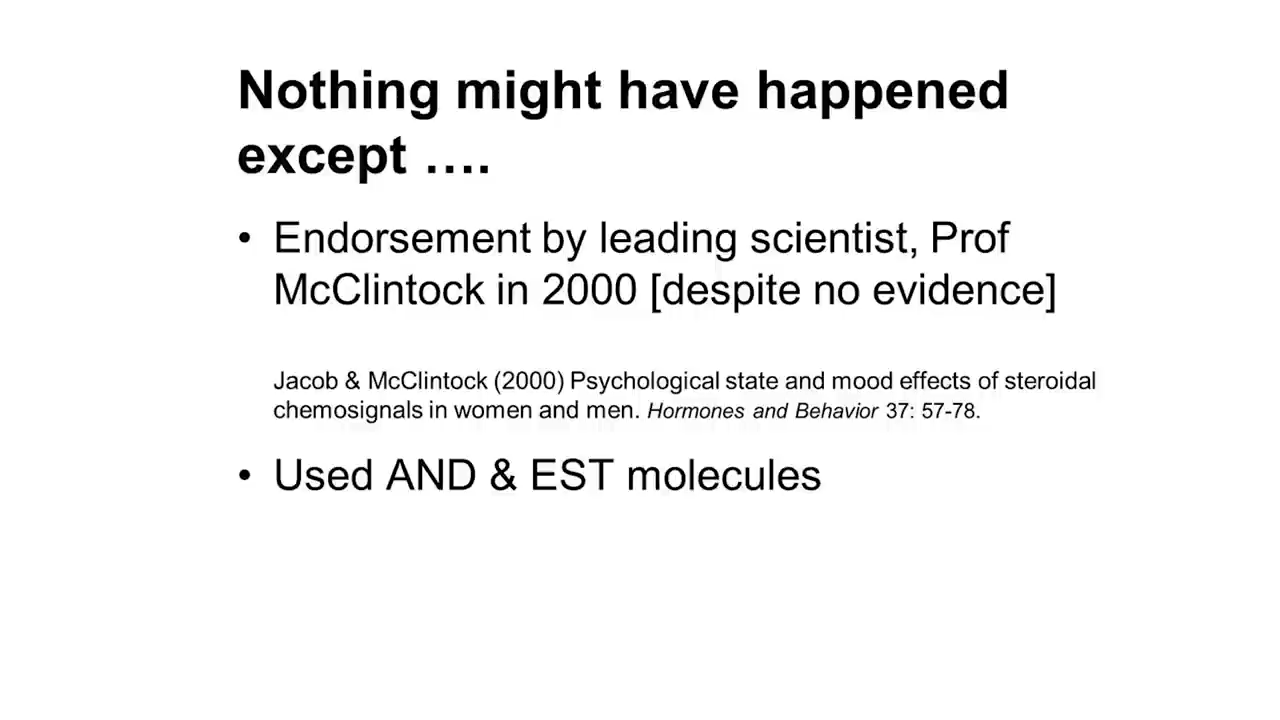 Nothing might have happened
except ….
• Endorsement by leading scientist, Prof
McClintock in 2000 [despite no evidence]
Jacob & McClintock (2000) Psychological state and mood effects of steroidal
chemosignals in women and men. Hormones and Behavior 37: 57-78.
• Used AND & EST molecules